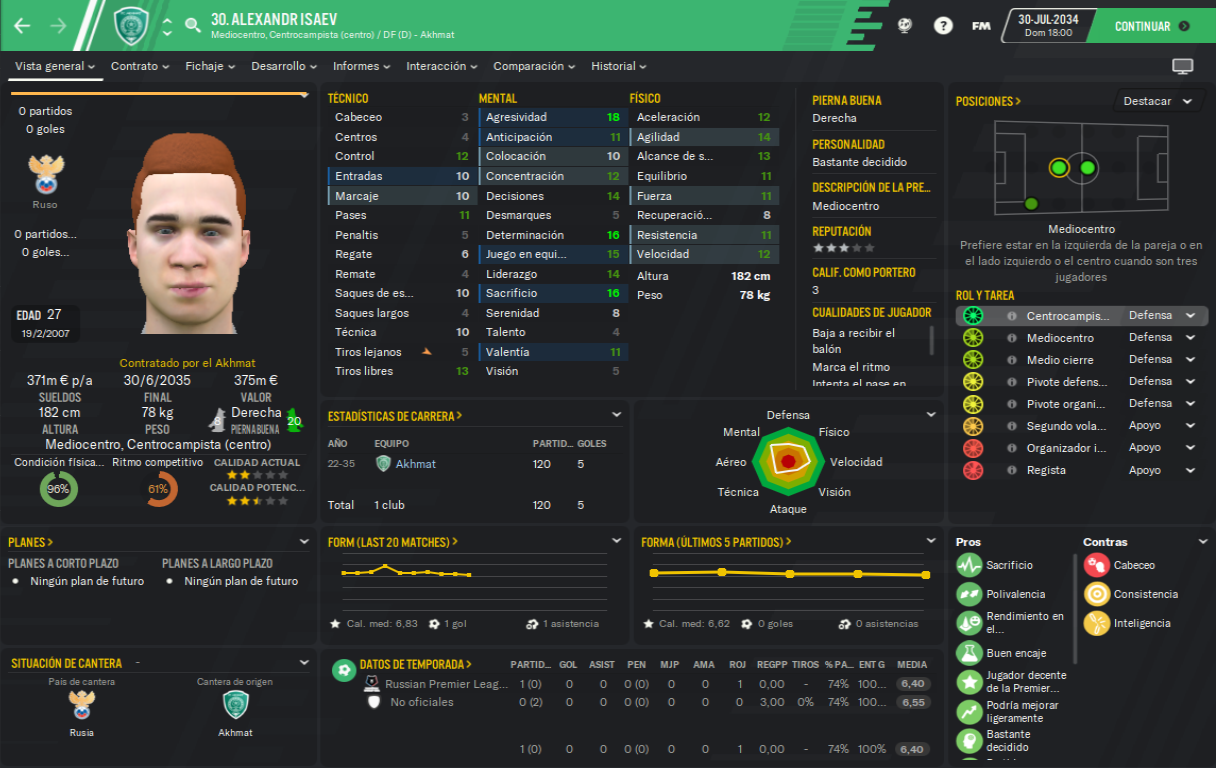 30. ALEXANDR ISAEV
Mediocentro, Centrocampista (centro) / DF (D) - Akhmat
?
FM
30-JUL-2034
Dom 18:00
CONTINUAR
Vista general
Contrato
Fichaje
Desarrollo
Informes
Interacción
Comparación
Historial
0 partidos
0 goles
Ruso
0 partidos...
0 goles...
EDAD 27
19/2/2007
Contratado por el Akhmat
371m € p/a
SUELDOS
30/6/2035
FINAL
375m €
VALOR
182 cm
ALTURA
78 kg
PESO
8
Derecha
PIERNA BUENA
20
Mediocentro, Centrocampista (centro)
Condición física...
96%
Ritmo competitivo
61%
CALIDAD ACTUAL
CALIDAD POTENC...
TÉCNICO
Cabeceo 3
Centros 4
Control 12
Entradas 10
Marcaje 10
Pases 11
Penaltis 5
Regate 6
Remate 4
Saques de es... 10
Saques largos 4
Técnica 10
Tiros lejanos 5
Tiros libres 13
MENTAL
Agresividad 18
Anticipación 11
Colocación 10
Concentración 12
Decisiones 14
Desmarques 5
Determinación 16
Juego en equi... 15
Liderazgo 14
Sacrificio 16
Serenidad 8
Talento 4
Valentía 11
Visión 5
FÍSICO
Aceleración 12
Agilidad 14
Alcance de s... 13
Equilibrio 11
Fuerza 11
Recuperació... 8
Resistencia 11
Velocidad 12
Altura 182 cm
Peso 78 kg
PIERNA BUENA
Derecha
PERSONALIDAD
Bastante decidido
DESCRIPCIÓN DE LA PRE...
Mediocentro
REPUTACIÓN
CALIF. COMO PORTERO
3
CUALIDADES DE JUGADOR
Baja a recibir el
balón
Marca el ritmo
Intenta el pase en
POSICIONES >
Destacar
Mediocentro
Prefiere estar en la izquierda de la pareja o en
el lado izquierdo o el centro cuando son tres
jugadores
ROL Y TAREA
Centrocampis... Defensa
Mediocentro Defensa
Medio cierre Defensa
Pivote defens... Defensa
Pivote organi... Defensa
Segundo vola... Apoyo
Organizador i... Apoyo
Regista Apoyo
ESTADÍSTICAS DE CARRERA >
AÑO EQUIPO PARTID... GOLES
22-35 Akhmat 120 5
Total 1 club 120 5
Defensa
Mental
Físico
Aéreo
Velocidad
Técnica
Visión
Ataque
PLANES >
PLANES A CORTO PLAZO
Ningún plan de futuro
PLANES A LARGO PLAZO
Ningún plan de futuro
FORM (LAST 20 MATCHES) >
Cal. med: 6,83
1 gol
1 asistencia
FORMA (ÚLTIMOS 5 PARTIDOS) >
Cal. med: 6,62
0 goles
0 asistencias
Pros
Sacrificio
Polivalencia
Rendimiento en
el...
Buen encaje
Jugador decente
de la Premier...
Podría mejorar
ligeramente
Bastante
decidido
Contras
Cabeceo
Consistencia
Inteligencia
SITUACIÓN DE CANTERA -
País de cantera
Rusia
Cantera de origen
Akhmat
DATOS DE TEMPORADA > PARTID... GOL ASIST PEN MJP AMA ROJ REGPP TIROS % PA... ENT G MEDIA
Russian Premier Leag... 1 (0) 0 0 0 (0) 0 0 1 0,00 - 74% 100... 6,40
No oficiales 0 (2) 0 0 0 (0) 0 0 0 3,00 0% 74% 100... 6,55
1 (0) 0 0 0 (0) 0 0 1 0,00 - 74% 100% 6,40